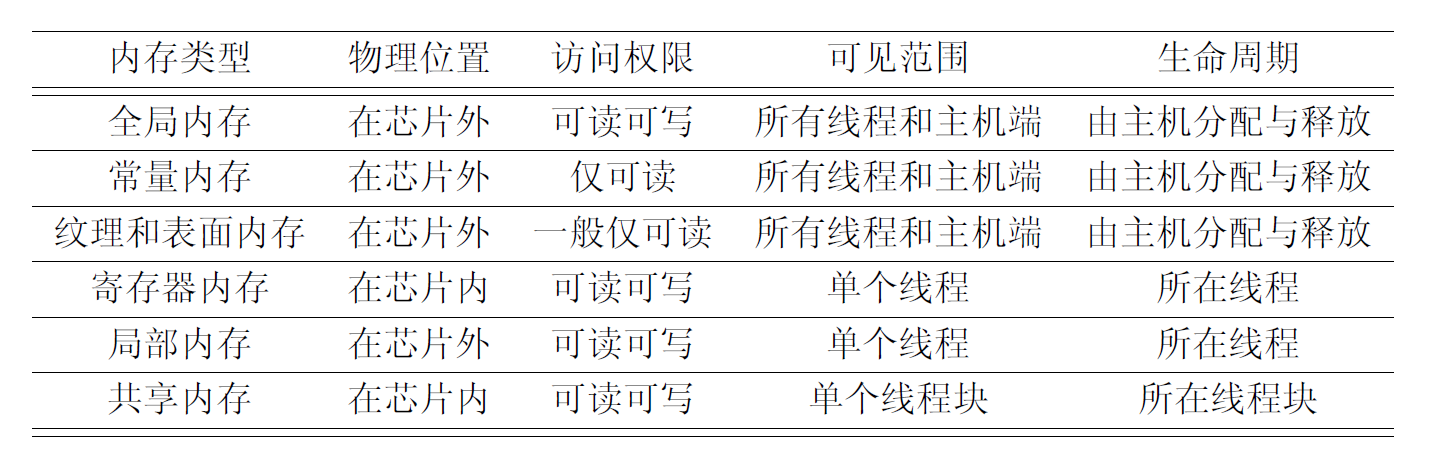 内存类型 物理位置 访问权限 可见范围 生命周期
全局内存 在芯片外 可读可写 所有线程和主机端 由主机分配与释放
常量内存 在芯片外 仅可读 所有线程和主机端 由主机分配与释放
纹理和表面内存 在芯片外 一般仅可读 所有线程和主机端 由主机分配与释放
寄存器内存 在芯片内 可读可写 单个线程 所在线程
局部内存 在芯片外 可读可写 单个线程 所在线程
共享内存 在芯片内 可读可写 单个线程块 所在线程块